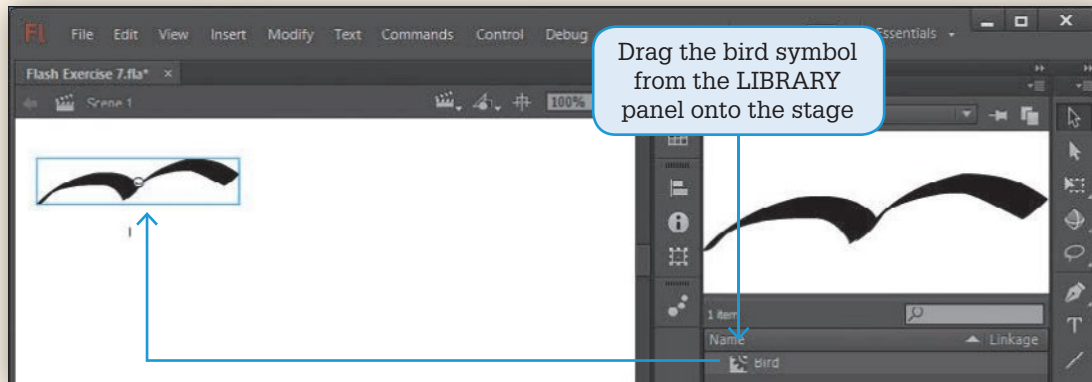 Fl File Edit View Insert Modify Text Commands Control Debug Essentials
Flash Exercise 7.fla* ×
Scene 1 100%
Drag the bird symbol
from the LIBRARY
panel onto the stage
1 item
Name Linkage
Bird